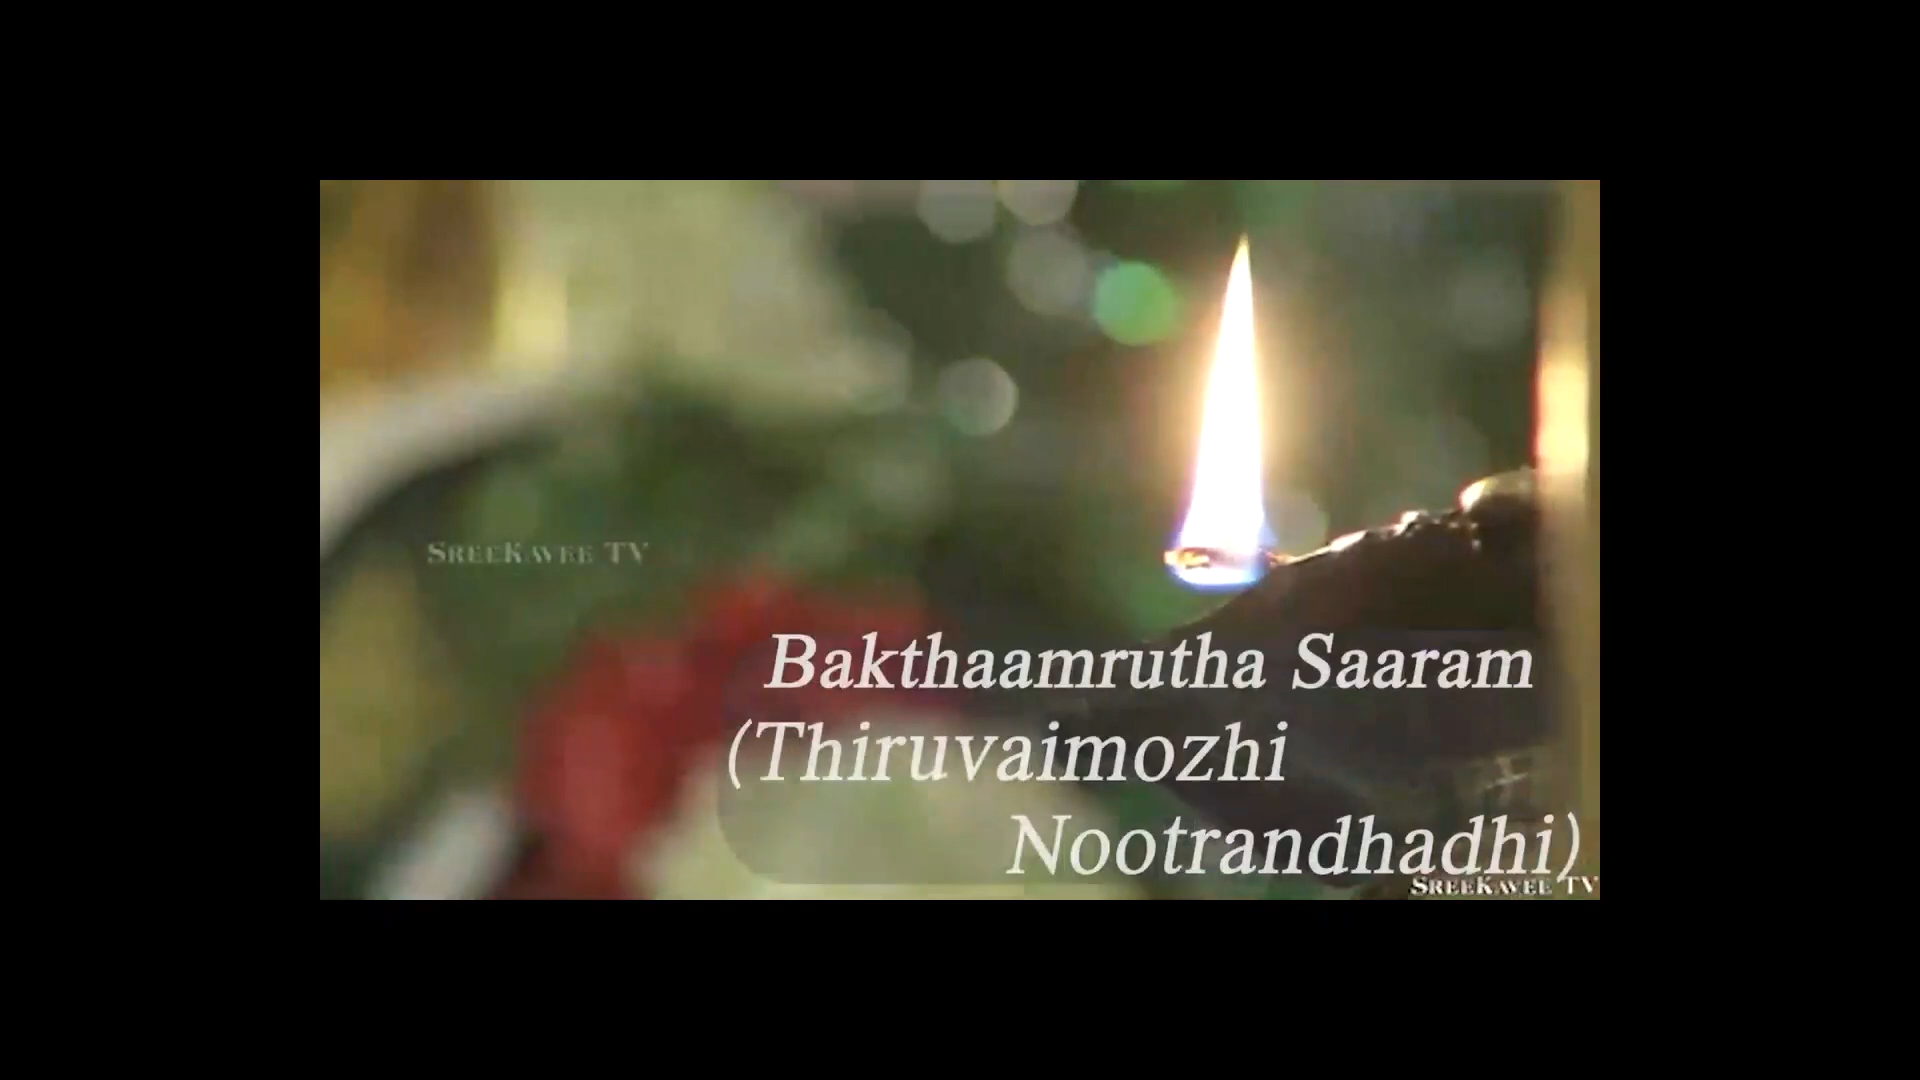 SREEKAVEE TV
Bakthaamrutha Saaram
(Thiruvaimozhi
Nootrandhadhi)
SREEKAVEE TV